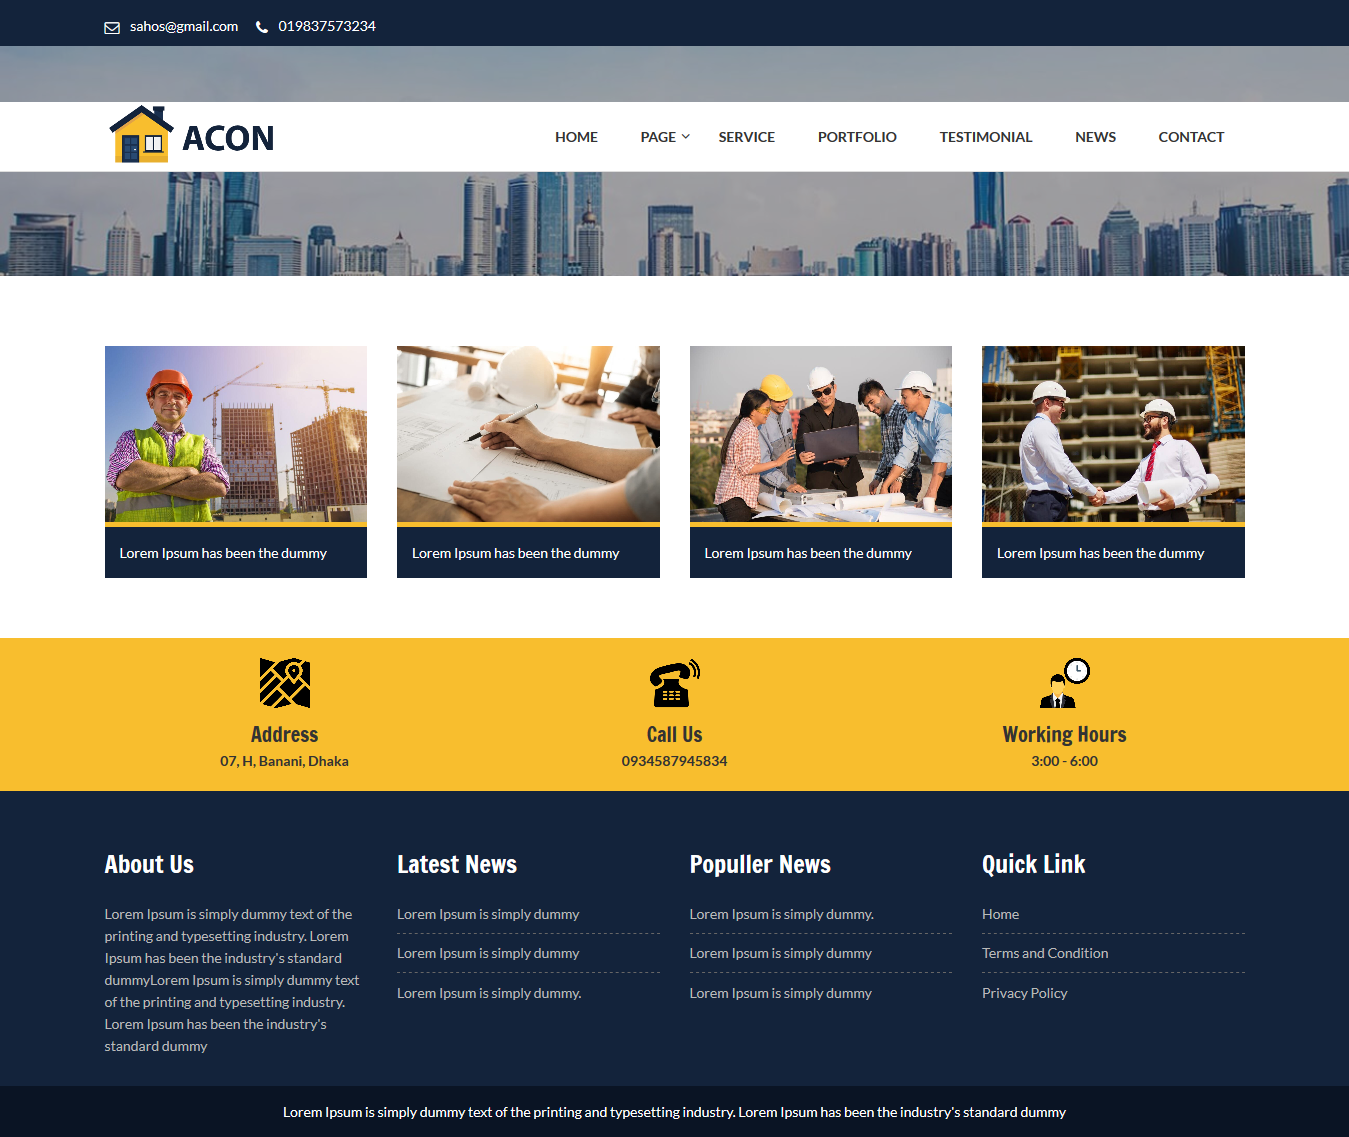 sahos@gmail.com 019837573234
ACON
HOME PAGE SERVICE PORTFOLIO TESTIMONIAL NEWS CONTACT
Lorem Ipsum has been the dummy
Lorem Ipsum has been the dummy
Lorem Ipsum has been the dummy
Lorem Ipsum has been the dummy
Address
07, H, Banani, Dhaka
Call Us
0934587945834
Working Hours
3:00 - 6:00
About Us
Lorem Ipsum is simply dummy text of the
printing and typesetting industry. Lorem
Ipsum has been the industry's standard
dummyLorem Ipsum is simply dummy text
of the printing and typesetting industry.
Lorem Ipsum has been the industry's
standard dummy
Latest News
Lorem Ipsum is simply dummy
Lorem Ipsum is simply dummy
Lorem Ipsum is simply dummy.
Populler News
Lorem Ipsum is simply dummy.
Lorem Ipsum is simply dummy
Lorem Ipsum is simply dummy
Quick Link
Home
Terms and Condition
Privacy Policy
Lorem Ipsum is simply dummy text of the printing and typesetting industry. Lorem Ipsum has been the industry's standard dummy